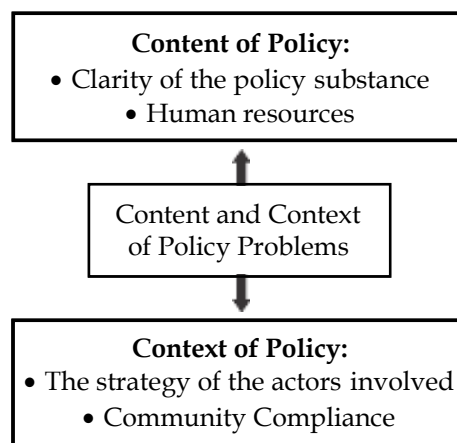 Content of Policy:
• Clarity of the policy substance
• Human resources
Content and Context
of Policy Problems
Context of Policy:
• The strategy of the actors involved
• Community Compliance